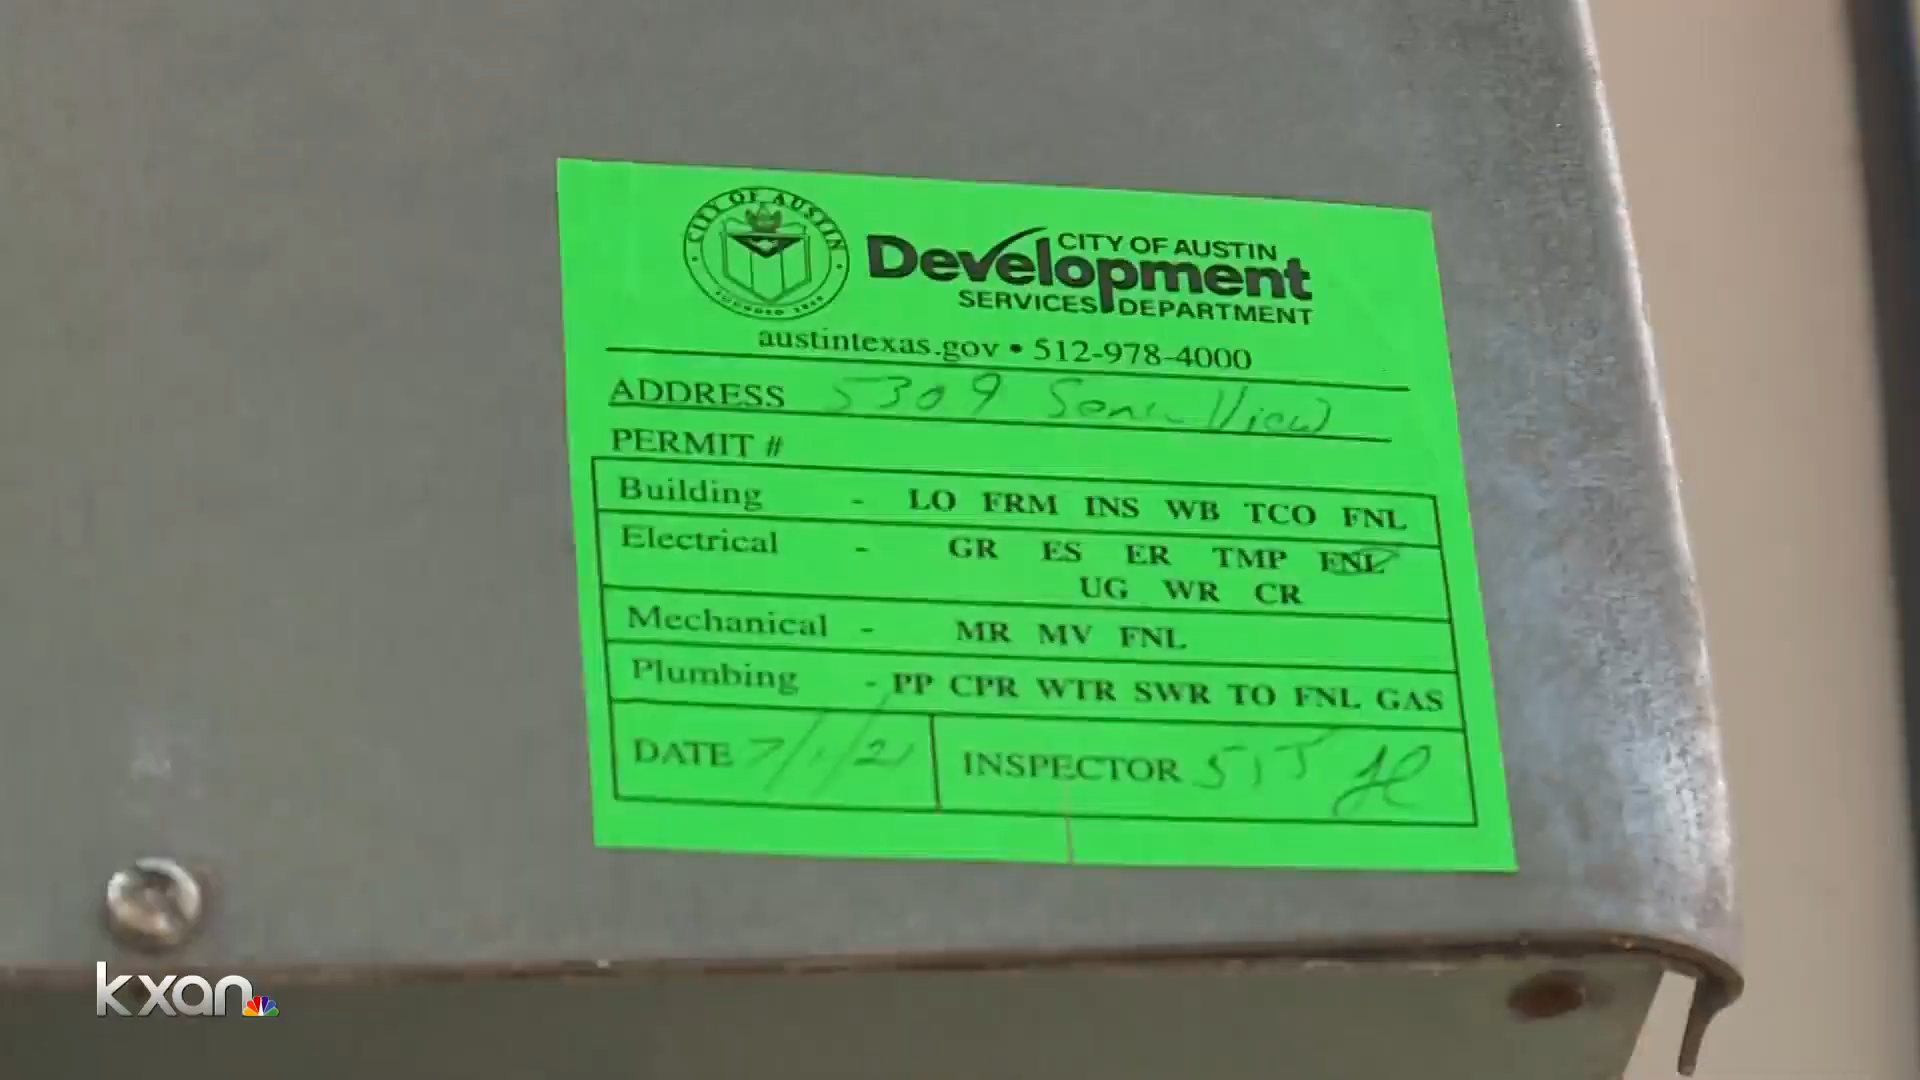 CITY OF AUSTIN
CITY OF AUSTIN
Development
SERVICES DEPARTMENT
austintexas.gov • 512-978-4000
ADDRESS 5309 Sonic View
PERMIT #
Building - LO FRM INS WB TCO FNL
Electrical - GR ES ER TMP FNL
UG WR CR
Mechanical - MR MV FNL
Plumbing - PP CPR WTR SWR TO FNL GAS
DATE 7/1/21 INSPECTOR
kxan